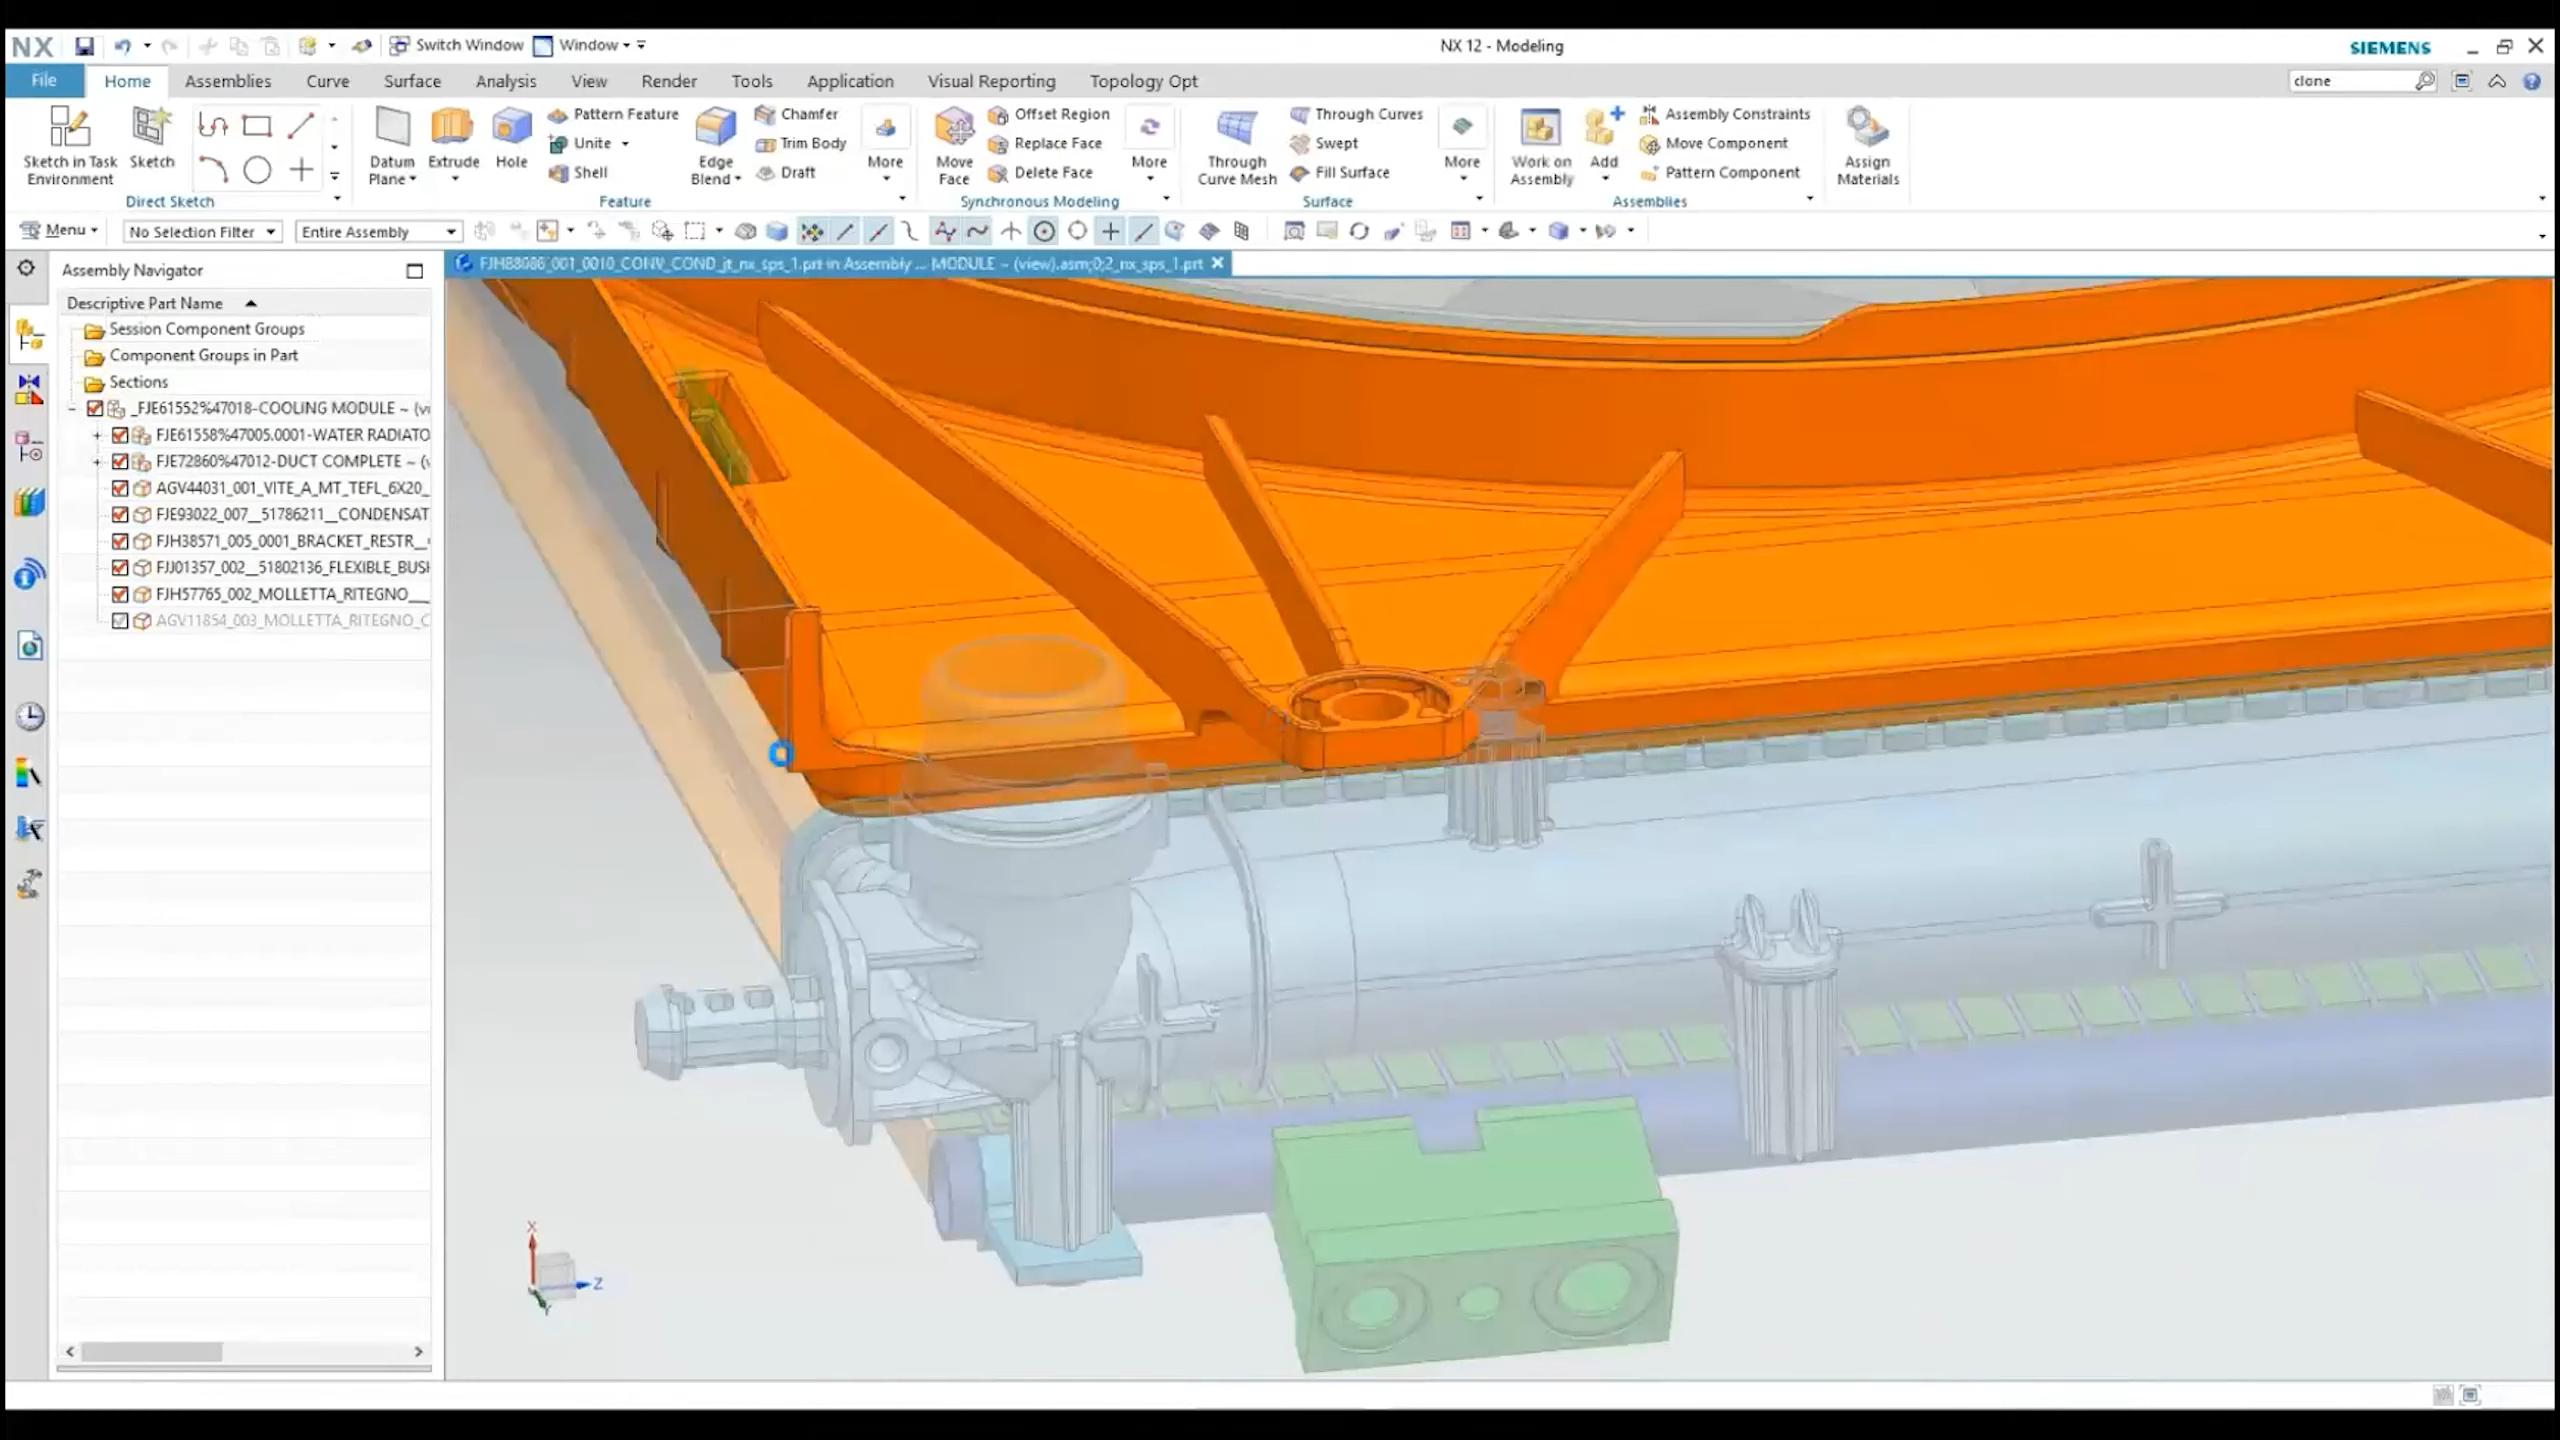 NX Switch Window Window NX 12 - Modeling SIEMENS
File Home Assemblies Curve Surface Analysis View Render Tools Application Visual Reporting Topology Opt clone
Sketch in Task Environment
Sketch
Direct Sketch
Datum Plane
Extrude
Hole
Pattern Feature
Unite
Shell
Edge Blend
Chamfer
Trim Body
Draft
More
Feature
Move Face
Offset Region
Replace Face
Delete Face
More
Synchronous Modeling
Through Curve Mesh
Through Curves
Swept
Fill Surface
More
Surface
Work on Assembly
Add
Assembly Constraints
Move Component
Pattern Component
Assemblies
Assign Materials
Menu No Selection Filter Entire Assembly
Assembly Navigator
FJH88086_001_0010_CONV_COND_jt_nx_sps_1.prt in Assembly ... MODULE ~ (view).asm;0;2_nx_sps_1.prt
Descriptive Part Name
Session Component Groups
Component Groups in Part
Sections
_FJE61552%47018-COOLING MODULE ~ (v
FJE61558%47005.0001-WATER RADIATO
FJE72860%47012-DUCT COMPLETE ~ (v
AGV44031_001_VITE_A_MT_TEFL_6X20_
FJE93022_007__51786211__CONDENSAT
FJH38571_005_0001_BRACKET_RESTR__
FJJ01357_002__51802136_FLEXIBLE_BUSH
FJH57765_002_MOLLETTA_RITEGNO___
AGV11854_003_MOLLETTA_RITEGNO_C
X
Z
Y